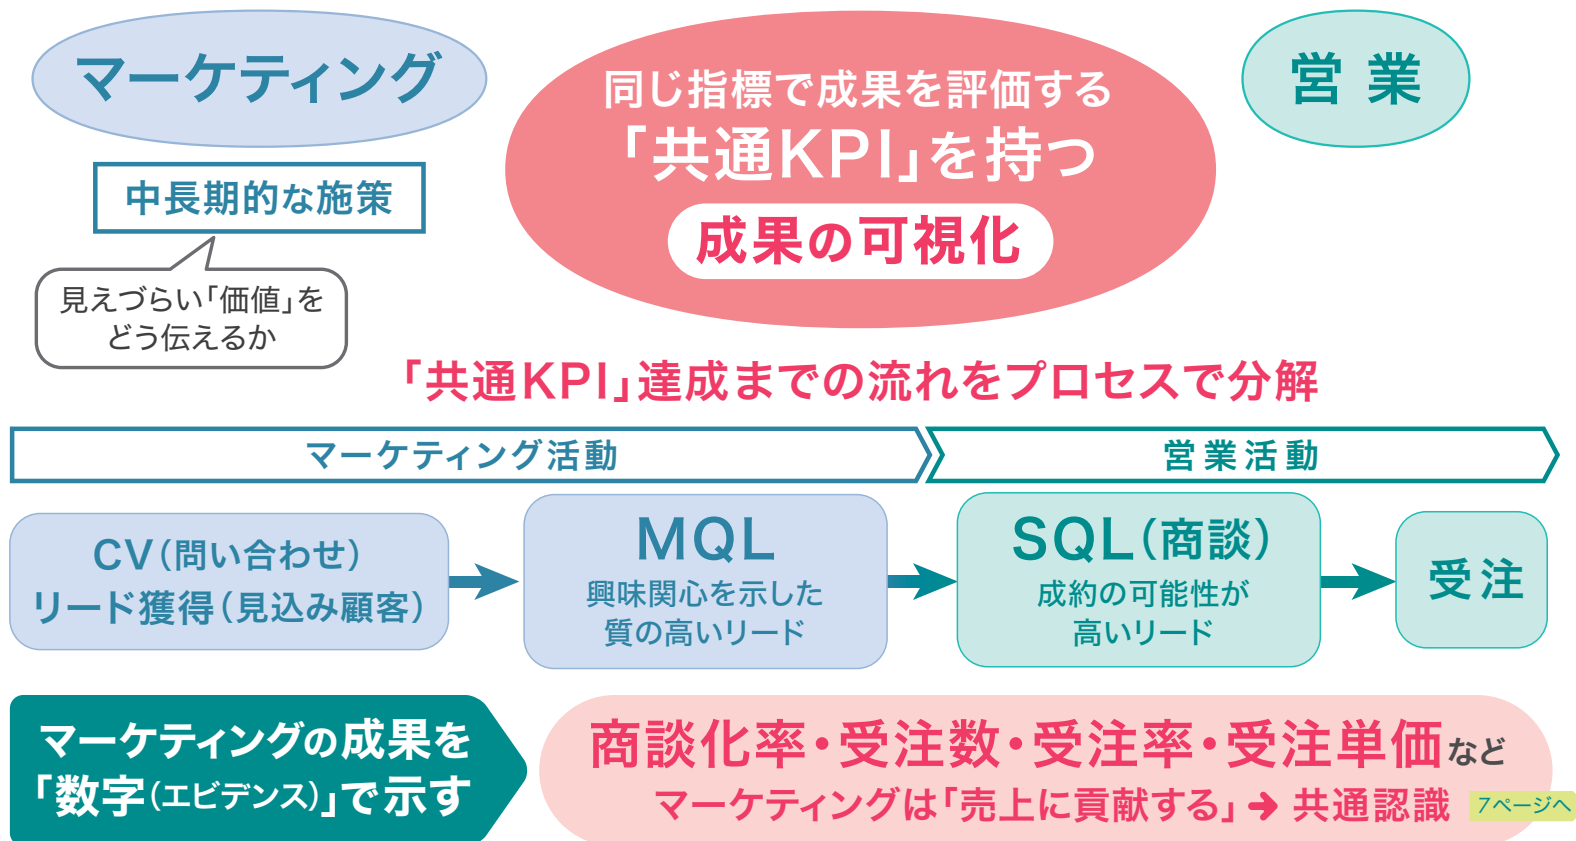 マーケティング
同じ指標で成果を評価する
「共通KPI」を持つ
成果の可視化
営業
中長期的な施策
見えづらい「価値」を
どう伝えるか
「共通KPI」達成までの流れをプロセスで分解
マーケティング活動
営業活動
CV(問い合わせ)
リード獲得(見込み顧客)
MQL
興味関心を示した
質の高いリード
SQL(商談)
成約の可能性が
高いリード
受注
マーケティングの成果を
「数字(エビデンス)」で示す
商談化率・受注数・受注率・受注単価など
マーケティングは「売上に貢献する」➔共通認識
7ページへ